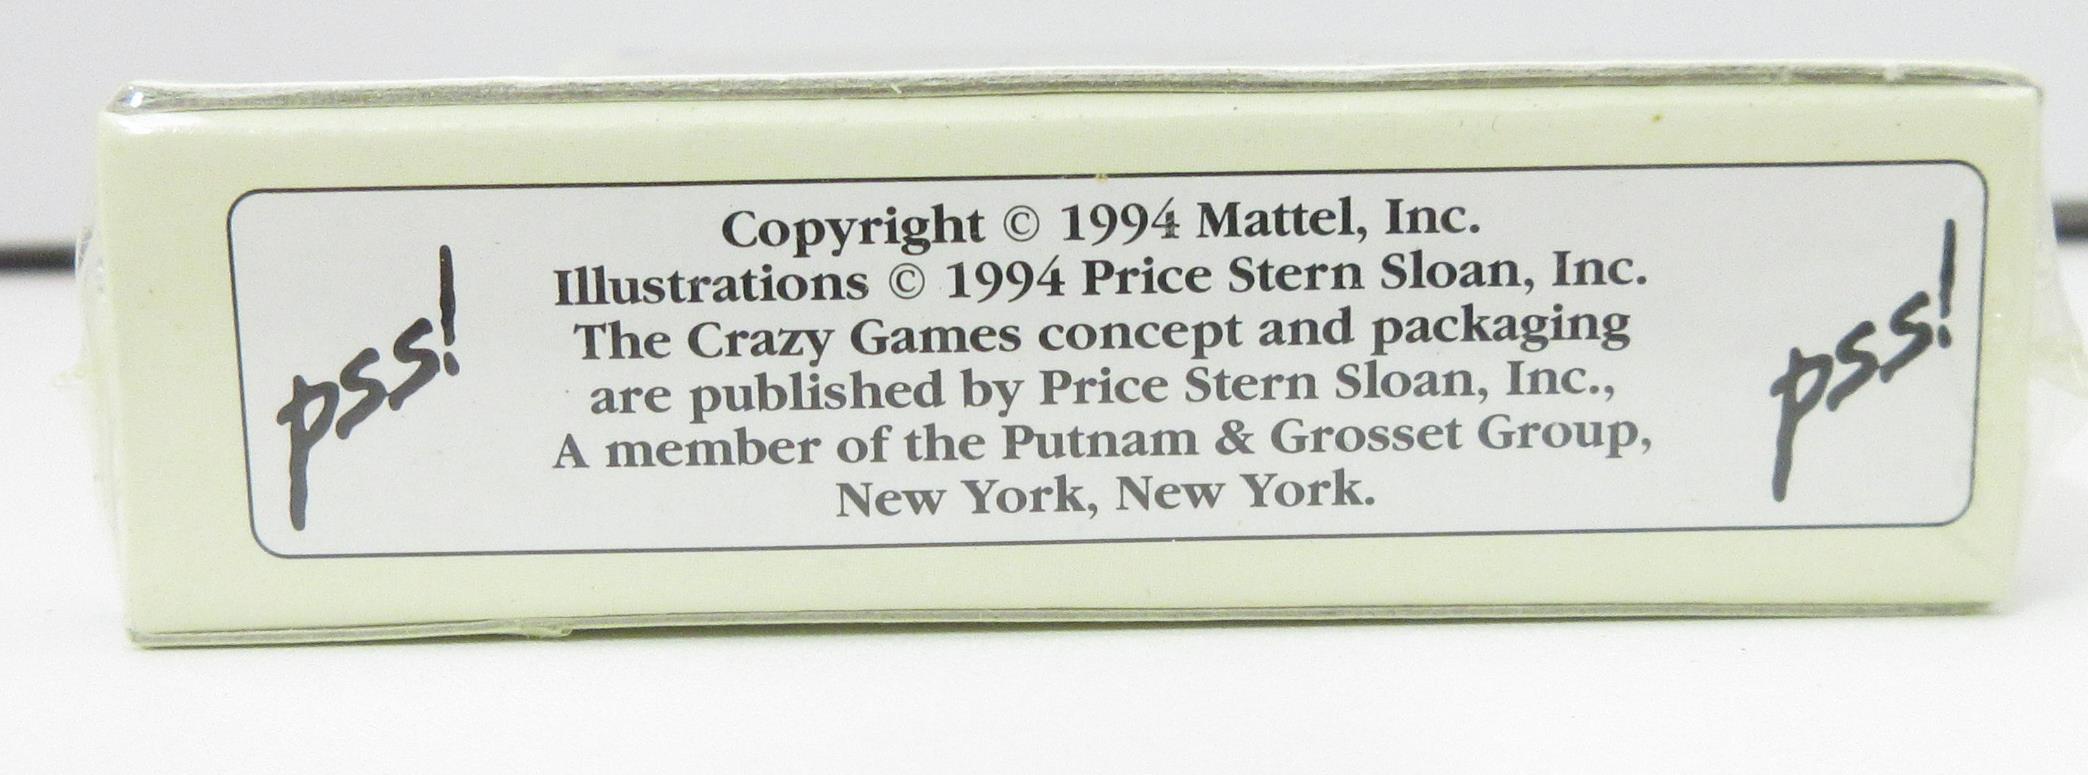 Copyright © 1994 Mattel, Inc.
Illustrations © 1994 Price Stern Sloan, Inc.
The Crazy Games concept and packaging
are published by Price Stern Sloan, Inc.,
A member of the Putnam & Grosset Group,
New York, New York.
pss!
pss!